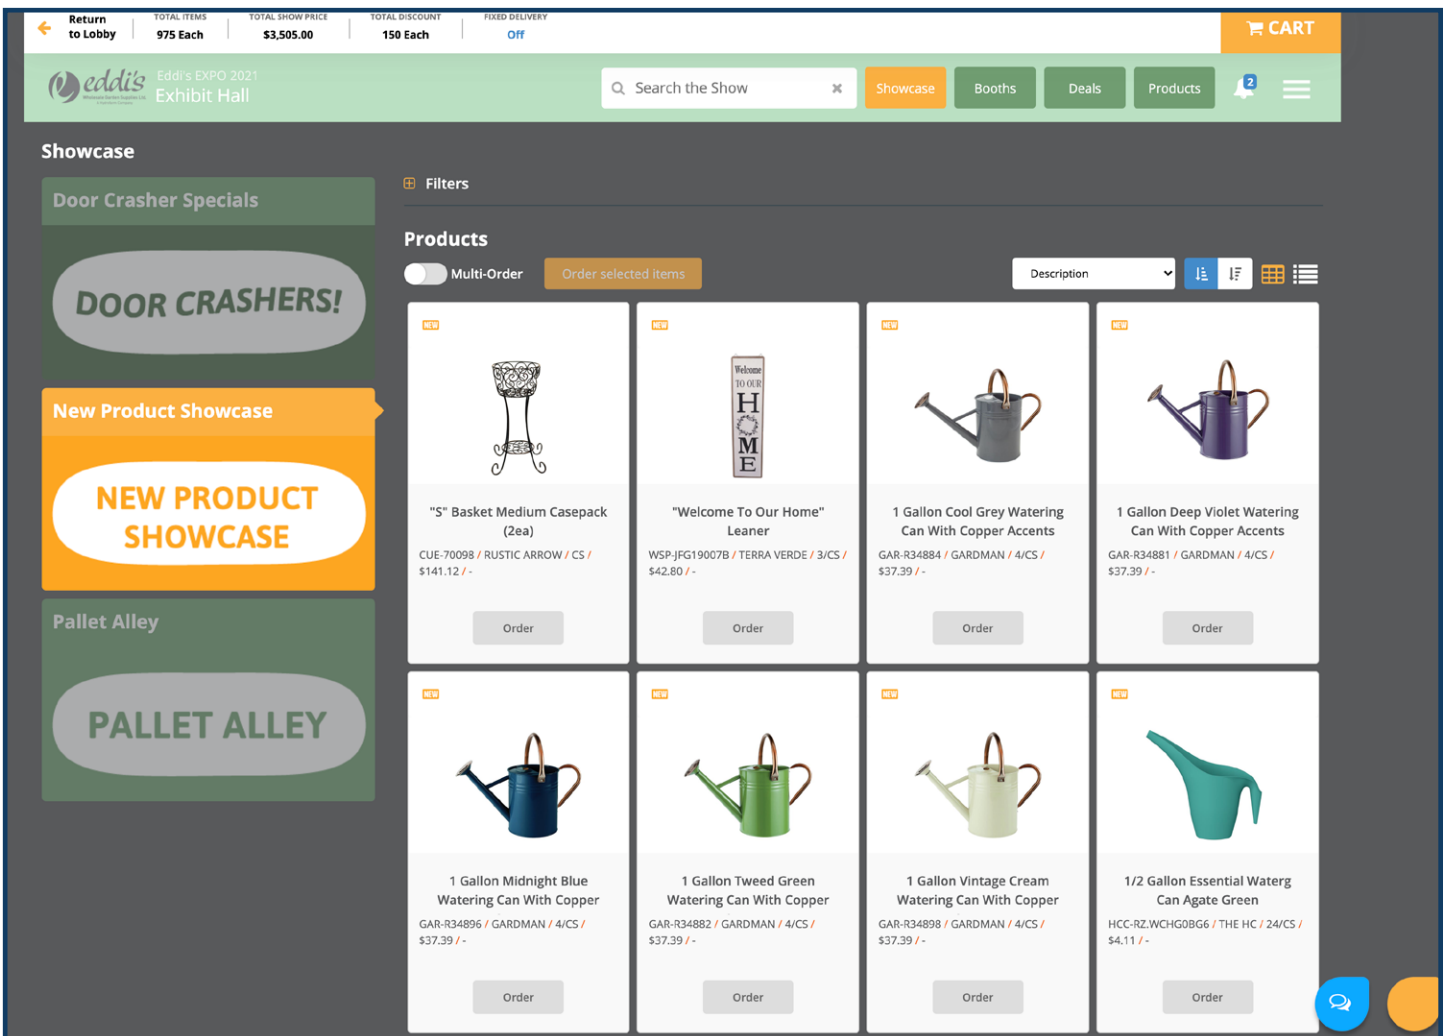 Return
to Lobby
TOTAL ITEMS
975 Each
TOTAL SHOW PRICE
$3,505.00
TOTAL DISCOUNT
150 Each
FIXED DELIVERY
Off
CART
eddi's
Eddi's EXPO 2021
Exhibit Hall
Search the Show
Showcase
Booths
Deals
Products
2
Showcase
Door Crasher Specials
DOOR CRASHERS!
New Product Showcase
NEW PRODUCT
SHOWCASE
Pallet Alley
PALLET ALLEY
Filters
Products
Multi-Order
Order selected items
Description
NEW
"S" Basket Medium Casepack
(2ea)
CUE-70098 / RUSTIC ARROW / CS /
$141.12 / -
Order
NEW
Welcome
TO OUR
HOME
"Welcome To Our Home"
Leaner
WSP-JFG19007B / TERRA VERDE / 3/CS /
$42.80 / -
Order
NEW
1 Gallon Cool Grey Watering
Can With Copper Accents
GAR-R34884 / GARDMAN / 4/CS /
$37.39 / -
Order
NEW
1 Gallon Deep Violet Watering
Can With Copper Accents
GAR-R34881 / GARDMAN / 4/CS /
$37.39 / -
Order
NEW
1 Gallon Midnight Blue
Watering Can With Copper
GAR-R34896 / GARDMAN / 4/CS /
$37.39 / -
Order
NEW
1 Gallon Tweed Green
Watering Can With Copper
GAR-R34882 / GARDMAN / 4/CS /
$37.39 / -
Order
NEW
1 Gallon Vintage Cream
Watering Can With Copper
GAR-R34898 / GARDMAN / 4/CS /
$37.39 / -
Order
NEW
1/2 Gallon Essential Waterg
Can Agate Green
HCC-RZ.WCHG0BG6 / THE HC / 24/CS /
$4.11 / -
Order